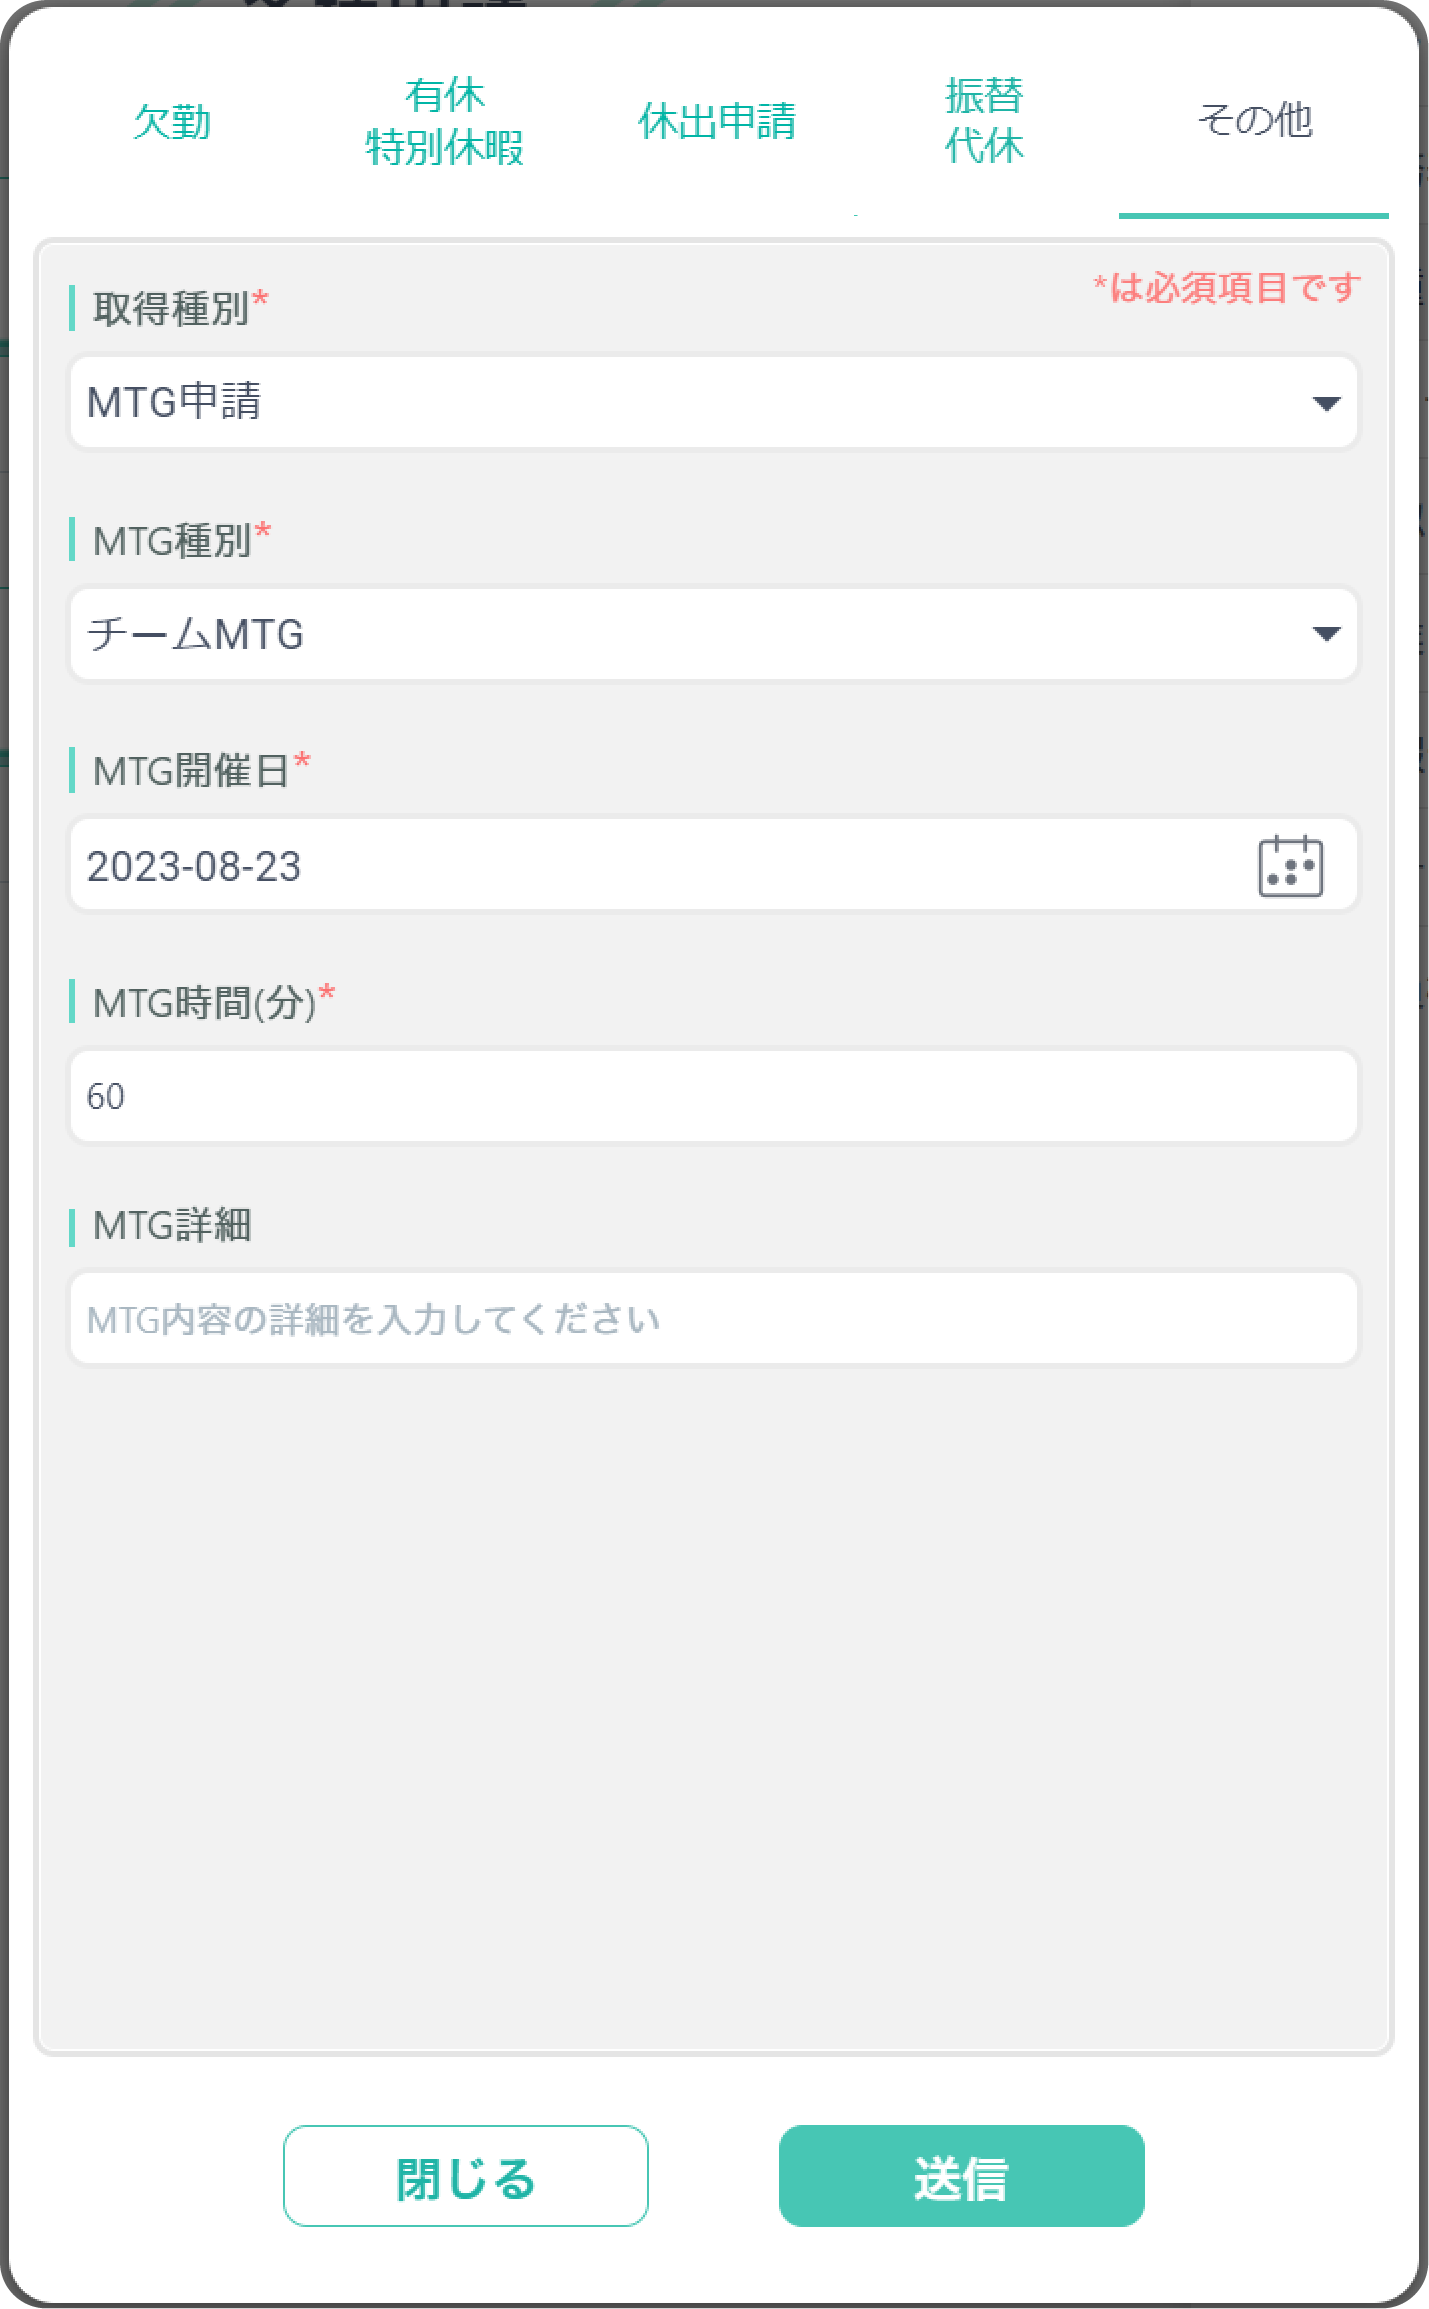 欠勤
有休
特別休暇
休出申請
振替
代休
その他
*は必須項目です
取得種別*
MTG申請
MTG種別*
チームMTG
MTG開催日*
2023-08-23
MTG時間(分)*
60
MTG詳細
MTG内容の詳細を入力してください
閉じる
送信